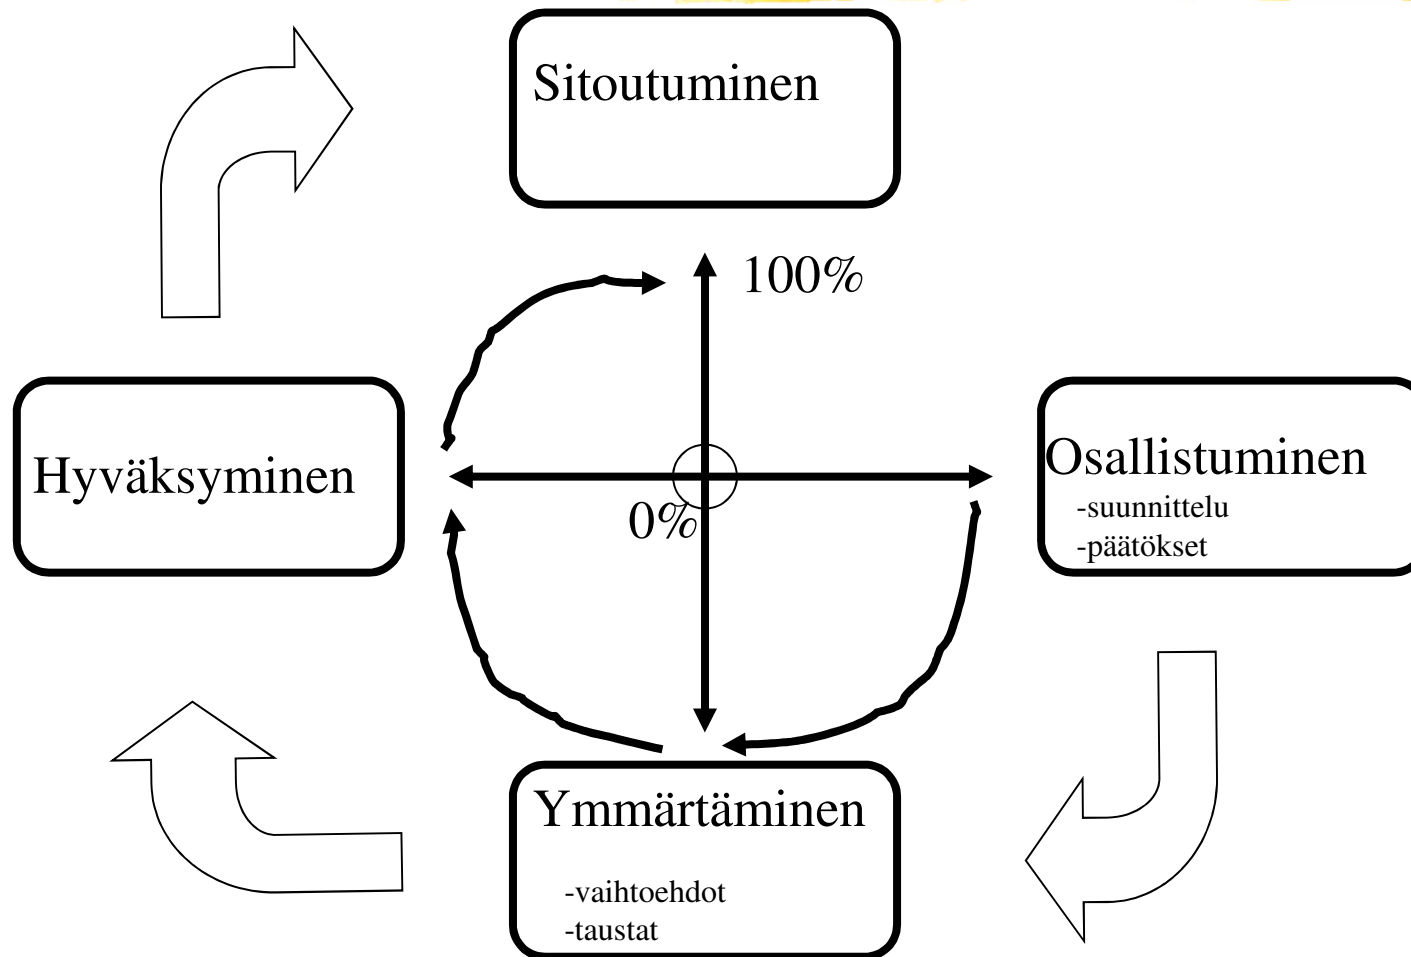 Sitoutuminen
100%
Hyväksyminen
Osallistuminen
-suunnittelu
-päätökset
0%
Ymmärtäminen
-vaihtoehdot
-taustat